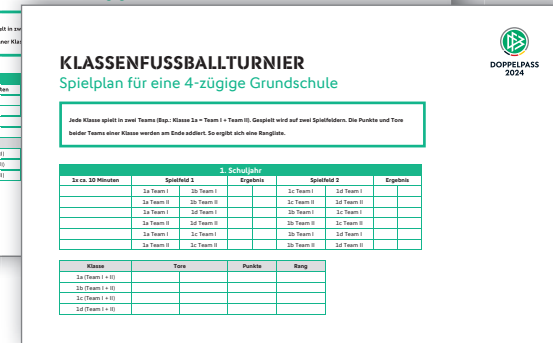 KLASSENFUSSBALLTURNIER
Spielplan für eine 4-zügige Grundschule
DOPPELPASS
2024
Jede Klasse spielt in zwei Teams (Bsp.: Klasse 1a = Team I + Team II). Gespielt wird auf zwei Spielfeldern. Die Punkte und Tore
beider Teams einer Klasse werden am Ende addiert. So ergibt sich eine Rangliste.
1. Schuljahr
1x ca. 10 Minuten Spielfeld 1 Ergebnis Spielfeld 2 Ergebnis
1a Team I 1b Team I 1c Team I 1d Team I
1a Team II 1b Team II 1c Team II 1d Team II
1a Team I 1d Team I 1b Team I 1c Team I
1a Team II 1d Team II 1b Team II 1c Team II
1a Team I 1c Team I 1b Team I 1d Team I
1a Team II 1c Team II 1b Team II 1d Team II
Klasse Tore Punkte Rang
1a (Team I + II)
1b (Team I + II)
1c (Team I + II)
1d (Team I + II)